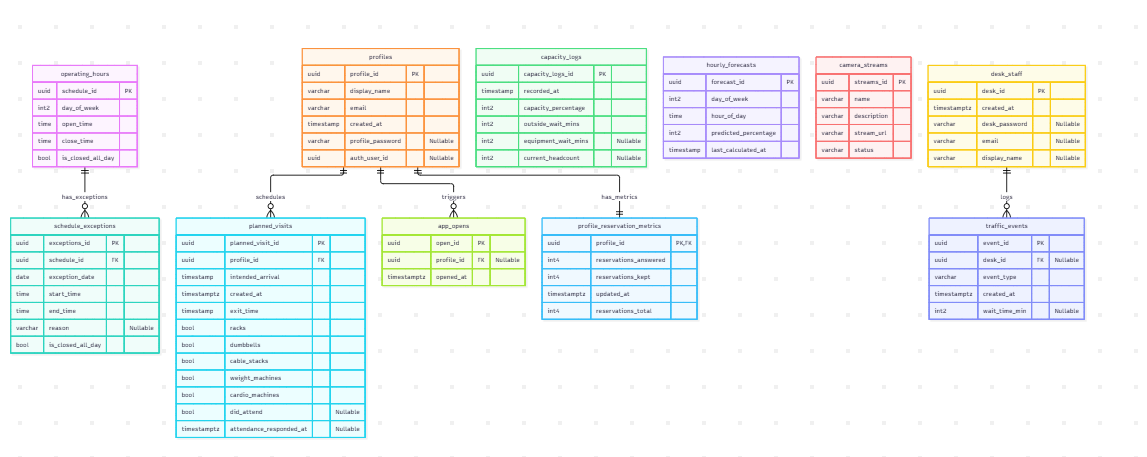 operating_hours
uuid schedule_id PK
int2 day_of_week
time open_time
time close_time
bool is_closed_all_day
profiles
uuid profile_id PK
varchar display_name
varchar email
timestamp created_at
varchar profile_password Nullable
uuid auth_user_id Nullable
capacity_logs
uuid capacity_logs_id PK
timestamp recorded_at
int2 capacity_percentage
int2 outside_wait_mins
int2 equipment_wait_mins Nullable
int2 current_headcount Nullable
hourly_forecasts
uuid forecast_id PK
int2 day_of_week
time hour_of_day
int2 predicted_percentage
timestamp last_calculated_at
camera_streams
uuid streams_id PK
varchar name
varchar description
varchar stream_url
varchar status
desk_staff
uuid desk_id PK
timestamptz created_at
varchar desk_password Nullable
varchar email Nullable
varchar display_name Nullable
has_exceptions
schedules
triggers
has_metrics
logs
schedule_exceptions
uuid exceptions_id PK
uuid schedule_id FK
date exception_date
time start_time
time end_time
varchar reason Nullable
bool is_closed_all_day
planned_visits
uuid planned_visit_id PK
uuid profile_id FK
timestamp intended_arrival
timestamptz created_at
timestamp exit_time
bool racks
bool dumbbells
bool cable_stacks
bool weight_machines
bool cardio_machines
bool did_attend Nullable
timestamptz attendance_responded_at Nullable
app_opens
uuid open_id PK
uuid profile_id FK Nullable
timestamptz opened_at
profile_reservation_metrics
uuid profile_id PK,FK
int4 reservations_answered
int4 reservations_kept
timestamptz updated_at
int4 reservations_total
traffic_events
uuid event_id PK
uuid desk_id FK Nullable
varchar event_type
timestamptz created_at
int2 wait_time_min Nullable